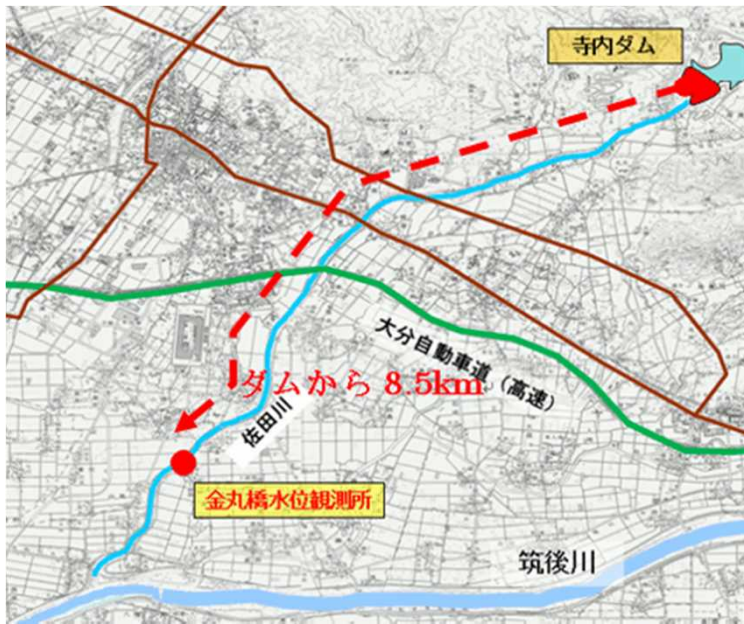 寺内ダム
大分自動車道（高速）
ダムから 8.5km
佐田川
金丸橋水位観測所
筑後川